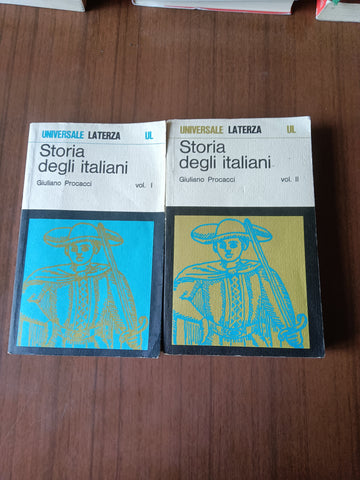 UNIVERSALE LATERZA UL
Storia
degli italiani
Giuliano Procacci vol. I
UNIVERSALE LATERZA UL
Storia
degli italiani
Giuliano Procacci vol. II